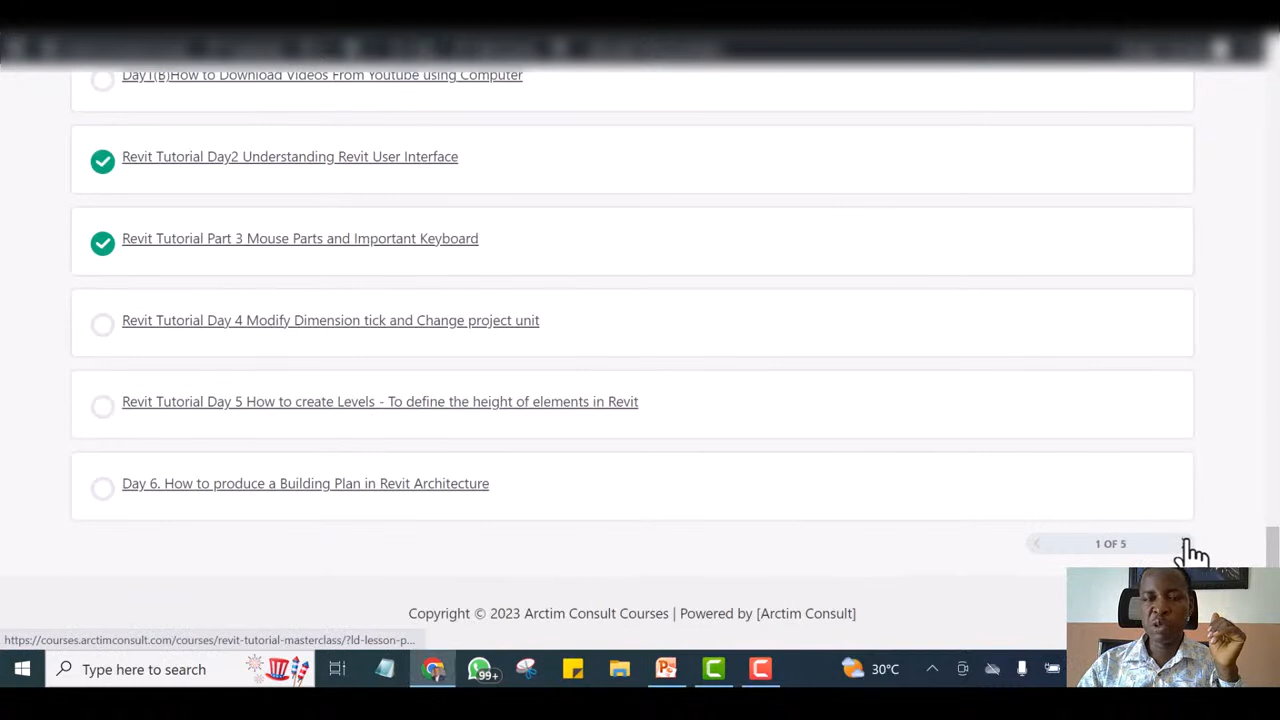 Day1(B)How to Download Videos From Youtube using Computer
Revit Tutorial Day2 Understanding Revit User Interface
Revit Tutorial Part 3 Mouse Parts and Important Keyboard
Revit Tutorial Day 4 Modify Dimension tick and Change project unit
Revit Tutorial Day 5 How to create Levels - To define the height of elements in Revit
Day 6. How to produce a Building Plan in Revit Architecture
1 OF 5
Copyright © 2023 Arctim Consult Courses | Powered by [Arctim Consult]
https://courses.arctimconsult.com/courses/revit-tutorial-masterclass/?ld-lesson-p...
Type here to search
99+
30°C